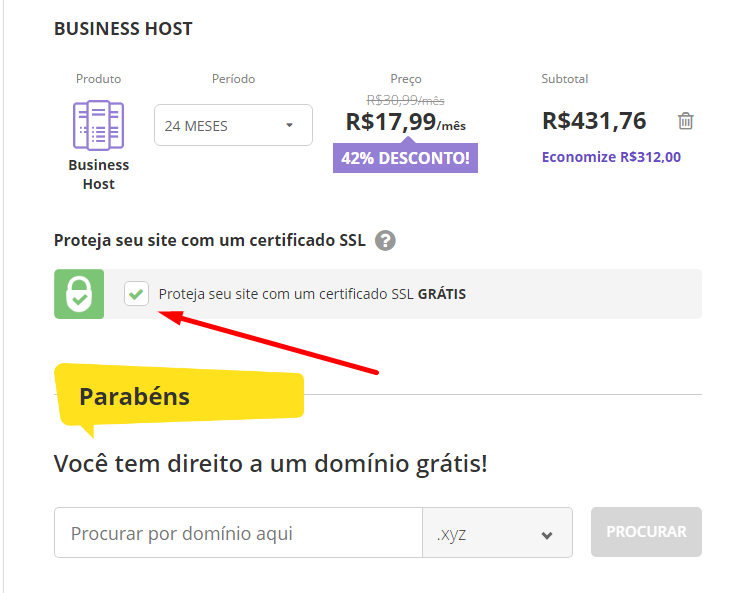 BUSINESS HOST
Produto Período Preço Subtotal
R$30,99/mês
24 MESES R$17,99/mês R$431,76
42% DESCONTO! Economize R$312,00
Business
Host
Proteja seu site com um certificado SSL ?
Proteja seu site com um certificado SSL GRÁTIS
Parabéns
Você tem direito a um domínio grátis!
Procurar por domínio aqui .xyz PROCURAR